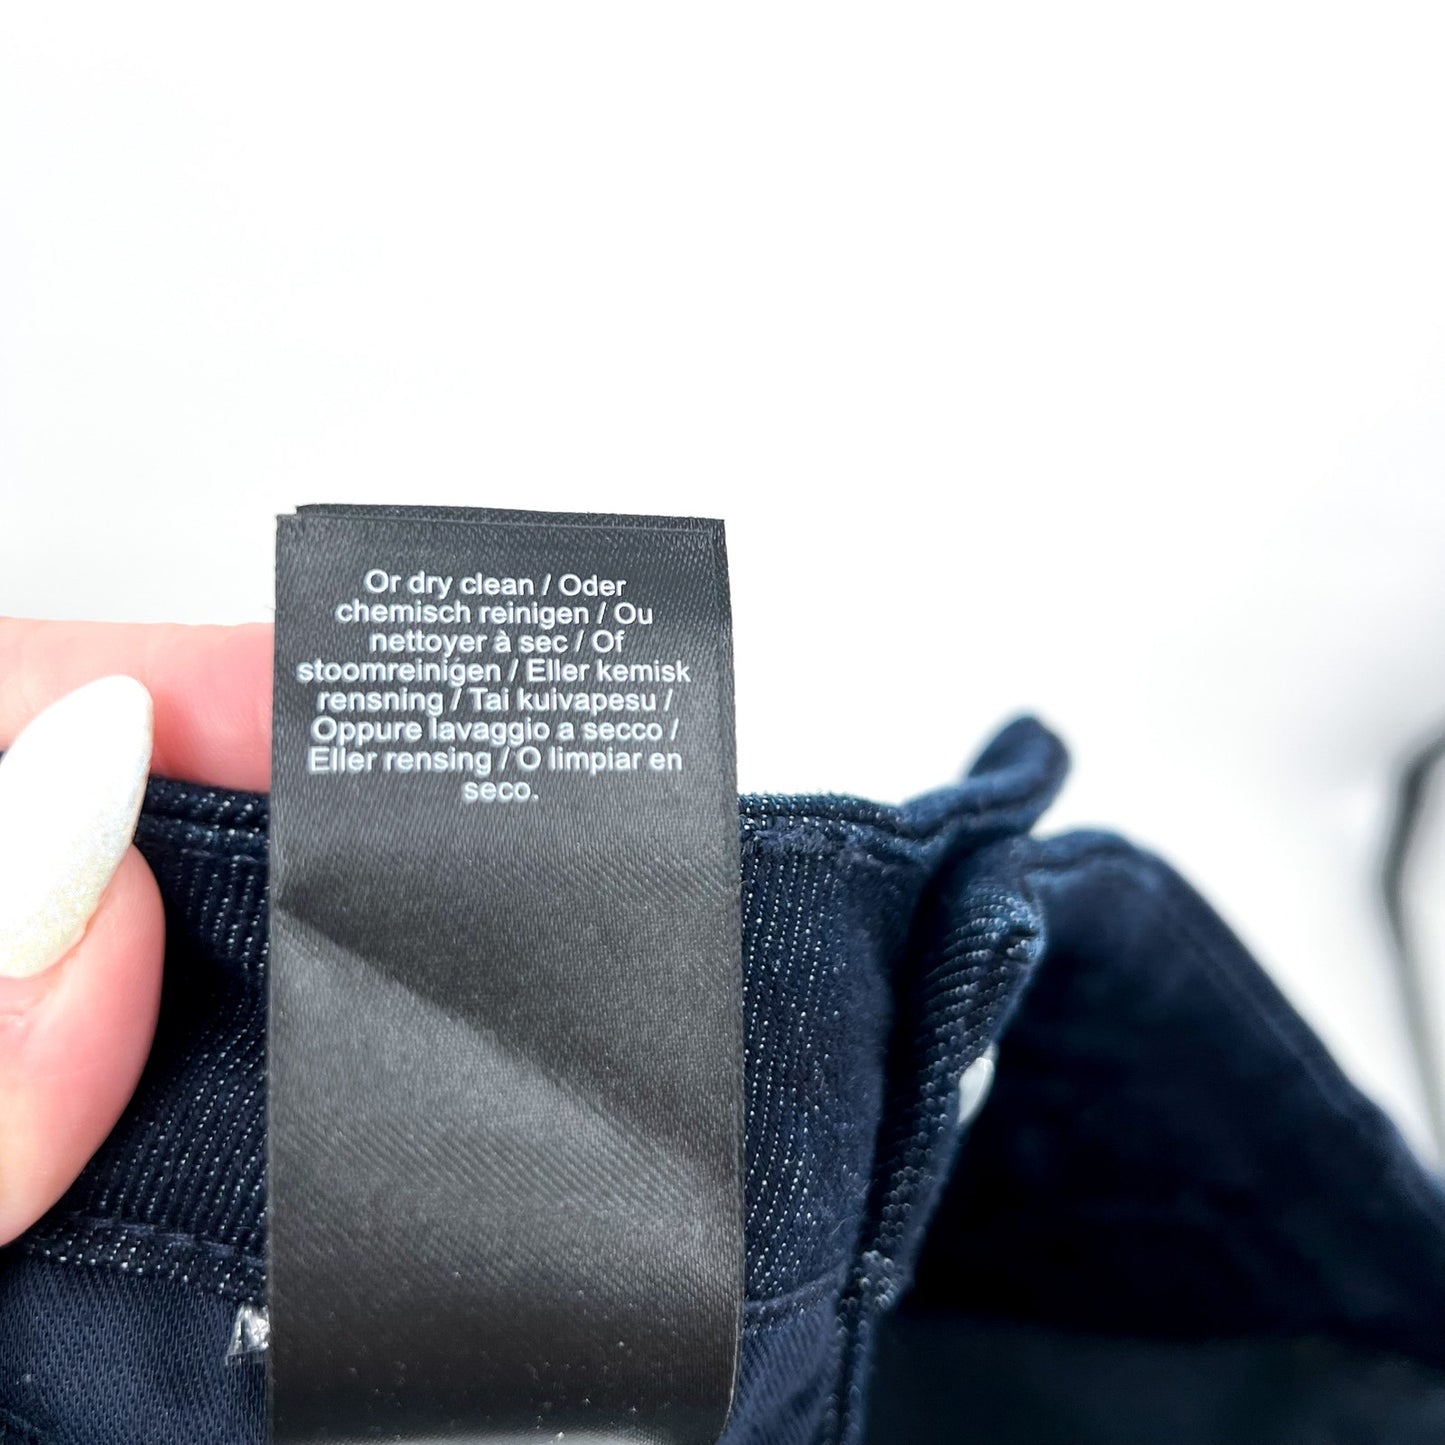 Or dry clean / Oder
chemisch reinigen / Ou
nettoyer à sec / Of
stoomreinigen / Eller kemisk
rensning / Tai kuivapesu /
Oppure lavaggio a secco /
Eller rensing / O limpiar en
seco.